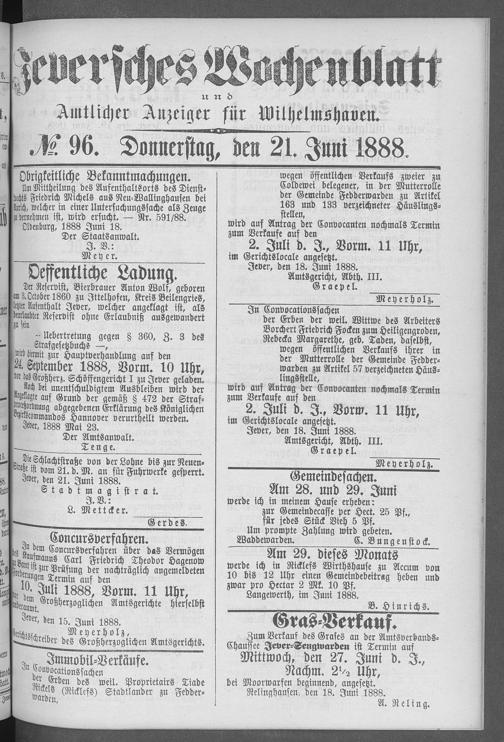 Jeversches Wochenblatt
und
Amtlicher Anzeiger für Wilhelmshaven.
№ 96. Donnerstag, den 21. Juni 1888.
Obrigkeitliche Bekanntmachungen.
Um Mittheilung des Aufenthaltsorts des Dienst-
knechts Friedrich Michels aus Neu-Wallinghausen bei
Aurich, welcher in einer Untersuchungssache als Zeuge
zu vernehmen ist, wird ersucht. — Nr. 591/88.
Oldenburg, 1888 Juni 18.
Der Staatsanwalt.
J. V.:
Meyer.
Oeffentliche Ladung.
Der Reservist, Bierbrauer Anton Wolf, geboren
am 3. October 1860 zu Ittelhofen, Kreis Beilengries,
letzter Aufenthalt Jever, welcher angeklagt ist, als
beurlaubter Reservist ohne Erlaubniß ausgewandert
zu sein
— Uebertretung gegen § 360, Z. 3 des
Strafgesetzbuchs —,
wird hiermit zur Hauptverhandlung auf den
24. September 1888, Vorm. 10 Uhr,
vor das Großherz. Schöffengericht I zu Jever geladen.
Auch bei unentschuldigtem Ausbleiben wird der
Angeklagte auf Grund der gemäß § 472 der Straf-
proceßordnung abgegebenen Erklärung des Königlichen
Bezirkscommandos Hannover verurtheilt werden.
Jever, 1888 Mai 23.
Der Amtsanwalt.
Tenge.
Die Schlachtstraße von der Lohne bis zur Neuen-
Straße ist vom 21. d. M. an für Fuhrwerke gesperrt.
Jever, den 21. Juni 1888.
Stadtmagistrat.
J. V.:
L. Mettcker.
Gerdes.
Concursverfahren.
In dem Concursverfahren über das Vermögen
des Kaufmanns Carl Friedrich Theodor Hagenow
zu Bant ist zur Prüfung der nachträglich angemeldeten
Forderungen Termin auf den
10. Juli 1888, Vorm. 11 Uhr,
vor dem Großherzoglichen Amtsgerichte hierselbst
anberaumt.
Jever, den 15. Juni 1888.
Meyerholz,
Gerichtsschreiber des Großherzoglichen Amtsgerichts.
Immobil-Verkäufe.
In Convocationssachen
der Erben des weil. Proprietairs Tiade
Rickels (Ricklefs) Stadtlander zu Fedder-
warden,
wegen öffentlichen Verkaufs zweier zu
Coldewei belegener, in der Mutterrolle
der Gemeinde Fedderwarden zu Artikel
163 und 133 verzeichneter Häuslings-
stellen,
wird auf Antrag der Convocanten nochmals Termin
zum Verkaufe auf den
2. Juli d. J., Vorm. 11 Uhr,
im Gerichtslocale angesetzt.
Jever, den 18. Juni 1888.
Amtsgericht, Abth. III.
Graepel.
Meyerholz.
In Convocationssachen
der Erben der weil. Wittwe des Arbeiters
Borchert Friedrich Focken zum Heiligengroden,
Rebecka Margarethe, geb. Taden, daselbst,
wegen öffentlichen Verkaufs ihrer in
der Mutterrolle der Gemeinde Fedder-
warden zu Artikel 57 verzeichneten Häus-
lingsstelle,
wird auf Antrag der Convocanten nochmals Termin
zum Verkaufe auf den
2. Juli d. J., Vorm. 11 Uhr,
im Gerichtslocale angesetzt.
Jever, den 18. Juni 1888.
Amtsgericht, Abth. III.
Graepel.
Meyerholz.
Gemeindesachen.
Am 28. und 29. Juni
werde ich in meinem Hause erheben:
zur Gemeindecasse per Hect. 25 Pf.,
für jedes Stück Vieh 5 Pf.
Um prompte Zahlung wird gebeten.
Waddewarden. C. Bungenstock.
Am 29. dieses Monats
werde ich in Ricklefs Wirthshause zu Accum von
10 bis 12 Uhr einen Gemeindebeitrag heben und
zwar pro Hectar 2 Mk. 10 Pf.
Langewerth, im Juni 1888.
B. Hinrichs.
Gras-Verkauf.
Zum Verkauf des Grases an der Amtsverbands-
Chaussee Jever-Sengwarden ist Termin auf
Mittwoch, den 27. Juni d. J.,
Nachm. 2½ Uhr,
bei Moorwarfen beginnend, angesetzt.
Relinghausen, den 18. Juni 1888.
A. Reling.